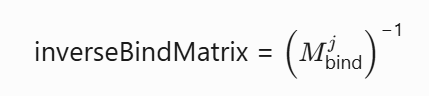 inverseBindMatrix = (M^j_bind)^−1